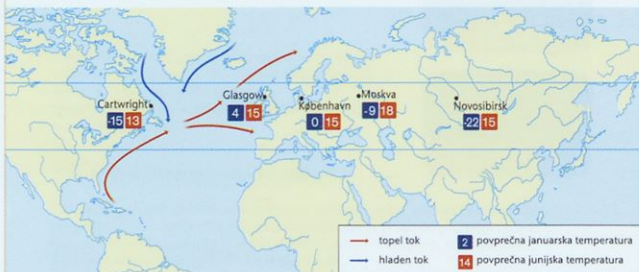 Cartwright
-15 13
Glasgow
4 15
København
0 15
Moskva
-9 18
Novosibirsk
-22 15
topel tok
hladen tok
2 povprečna januarska temperatura
14 povprečna junijska temperatura